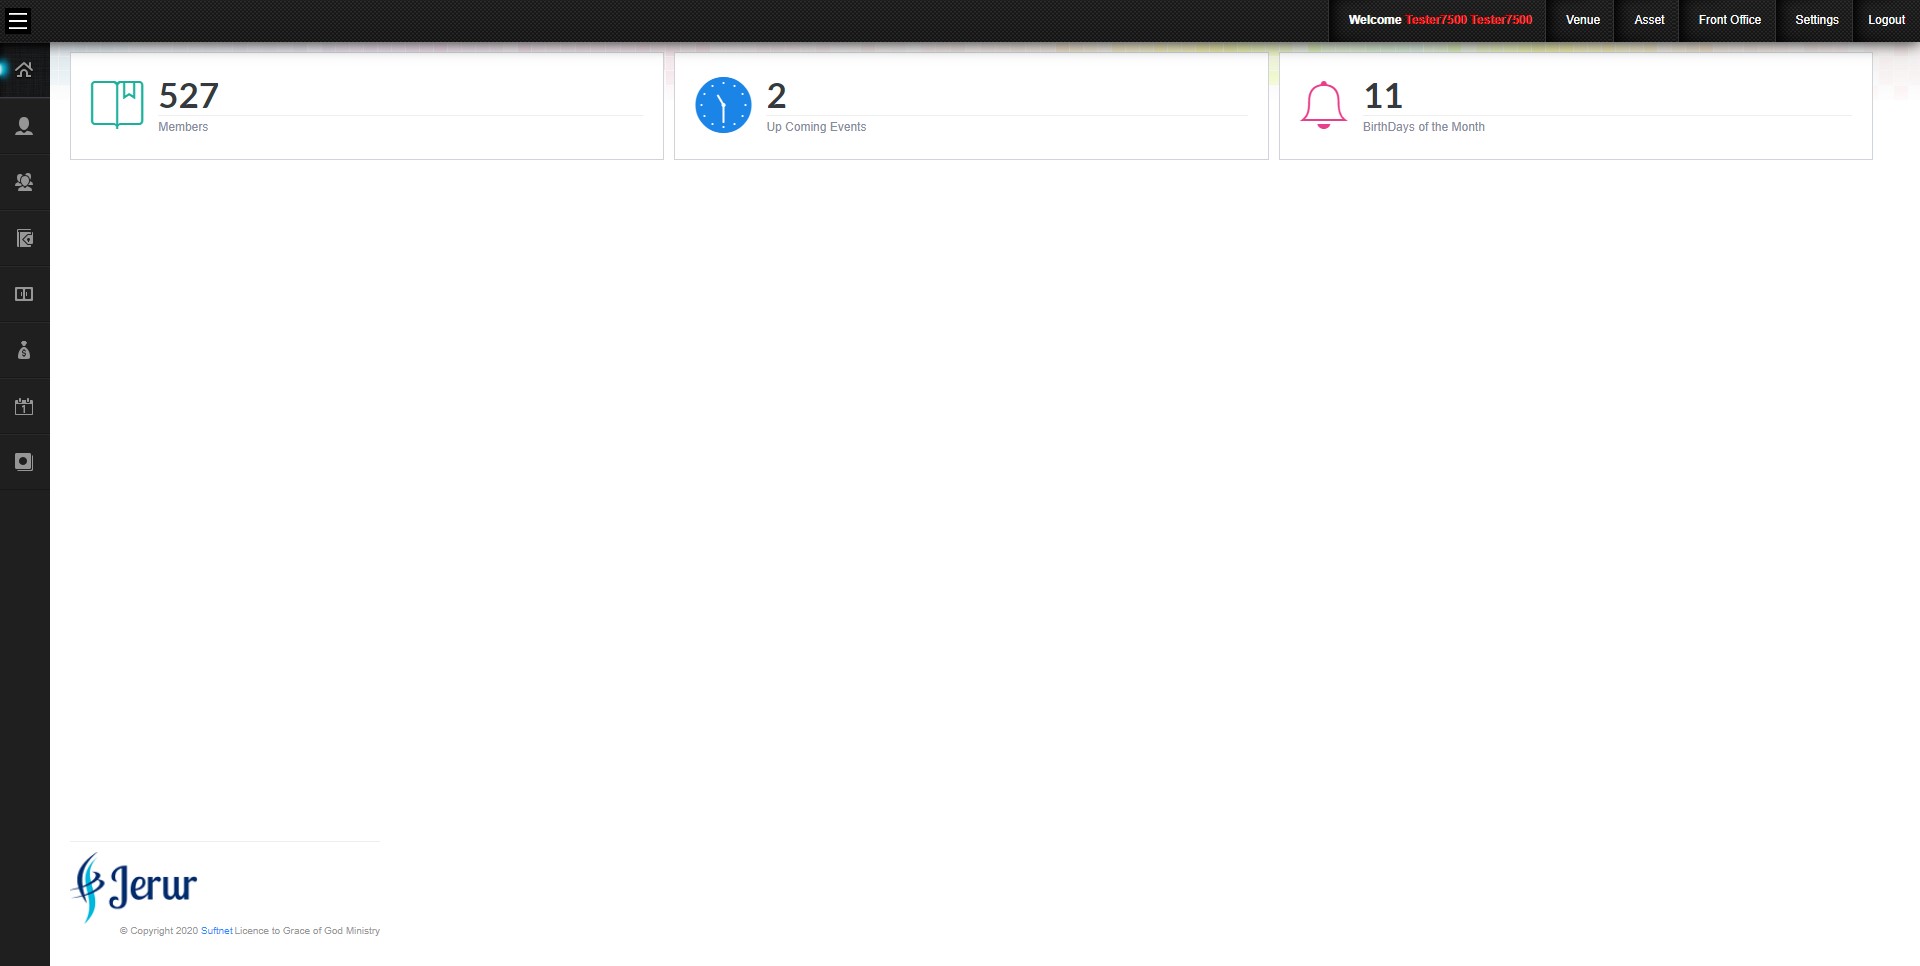 Welcome Tester7500 Tester7500 Venue Asset Front Office Settings Logout
527
Members
2
Up Coming Events
11
BirthDays of the Month
1
Jerur
© Copyright 2020 Suftnet Licence to Grace of God Ministry